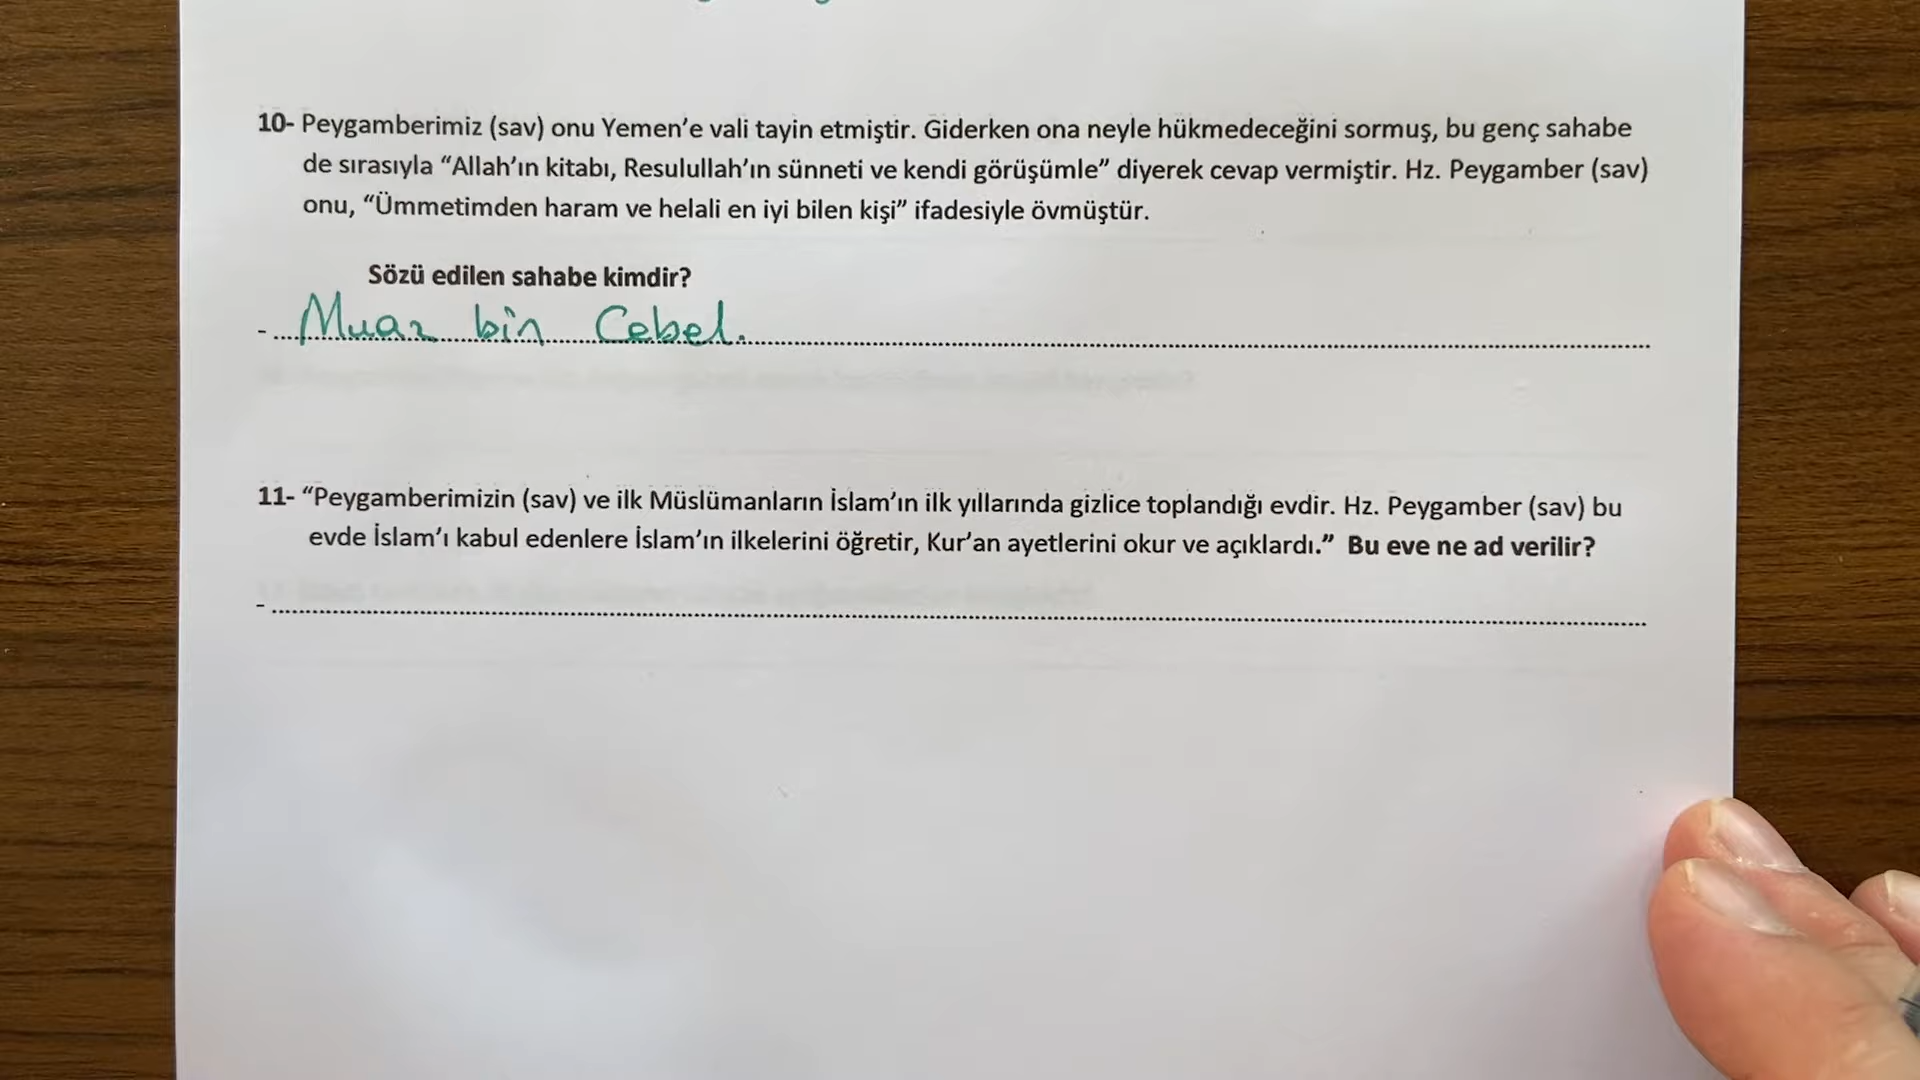 10- Peygamberimiz (sav) onu Yemen’e vali tayin etmiştir. Giderken ona neyle hükmedeceğini sormuş, bu genç sahabe
de sırasıyla “Allah’ın kitabı, Resulullah’ın sünneti ve kendi görüşümle” diyerek cevap vermiştir. Hz. Peygamber (sav)
onu, “Ümmetimden haram ve helali en iyi bilen kişi” ifadesiyle övmüştür.
Sözü edilen sahabe kimdir?
- Muaz bin Cebel.
11- “Peygamberimizin (sav) ve ilk Müslümanların İslam’ın ilk yıllarında gizlice toplandığı evdir. Hz. Peygamber (sav) bu
evde İslam’ı kabul edenlere İslam’ın ilkelerini öğretir, Kur’an ayetlerini okur ve açıklardı.” Bu eve ne ad verilir?
-